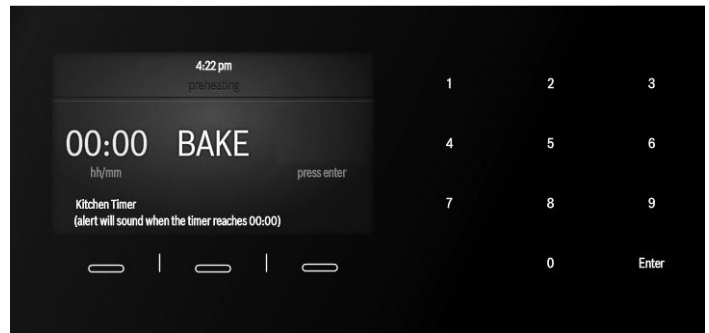 4:22 pm
preheating
00:00 BAKE
hh/mm press enter
Kitchen Timer
(alert will sound when the timer reaches 00:00)
1 2 3
4 5 6
7 8 9
0 Enter